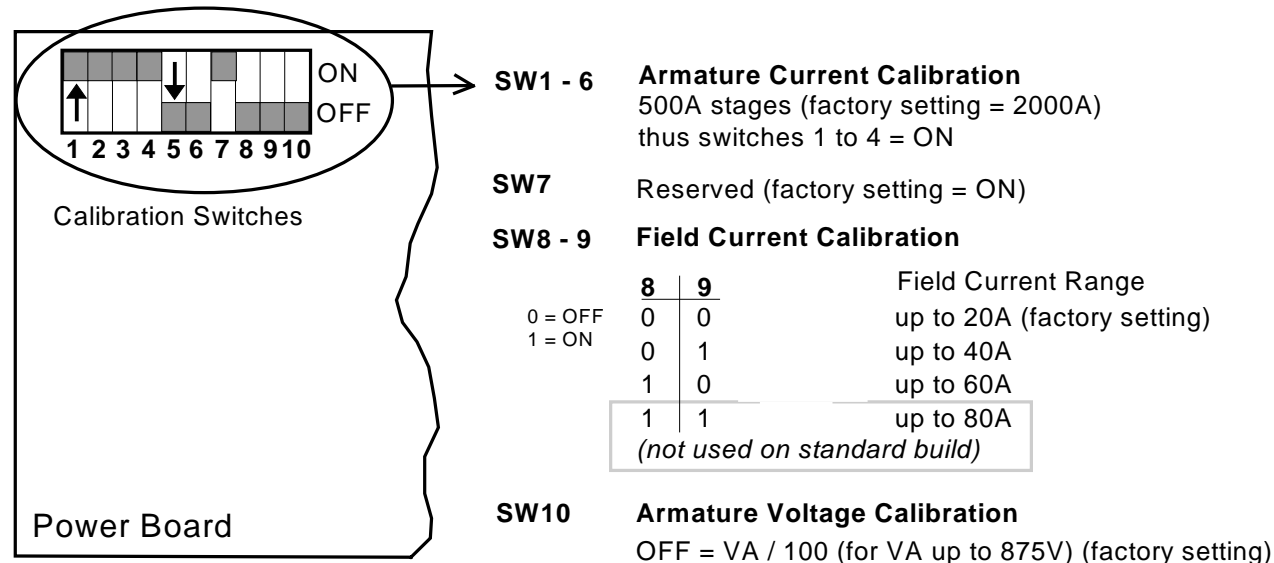 ON
OFF
1 2 3 4 5 6 7 8 9 10
Calibration Switches
Power Board
SW1 - 6 Armature Current Calibration
500A stages (factory setting = 2000A)
thus switches 1 to 4 = ON
SW7 Reserved (factory setting = ON)
SW8 - 9 Field Current Calibration
8 9 Field Current Range
0 = OFF
1 = ON
0 0 up to 20A (factory setting)
0 1 up to 40A
1 0 up to 60A
1 1 up to 80A
(not used on standard build)
SW10 Armature Voltage Calibration
OFF = VA / 100 (for VA up to 875V) (factory setting)